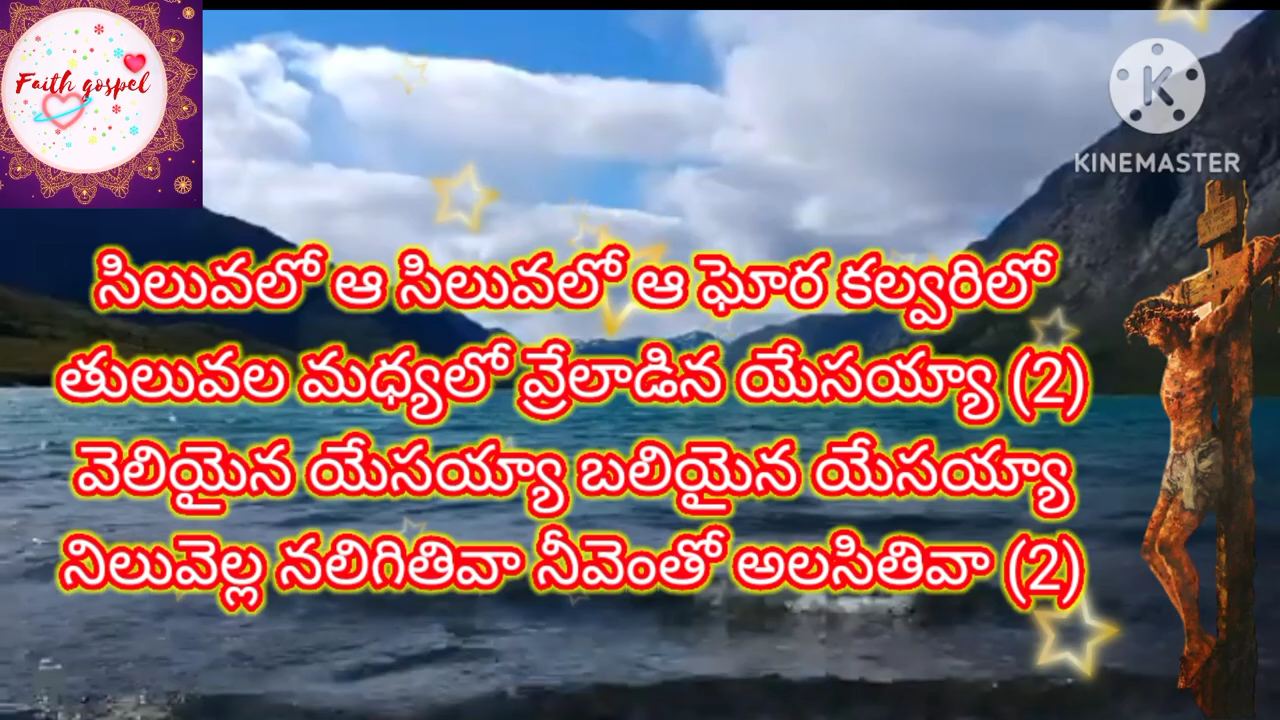 Faith gospel
K
KINEMASTER
సిలువలో ఆ సిలువలో ఆ ఘోర కల్వరిలో
తులువల మధ్యలో వ్రేలాడిన యేసయ్యా (2)
వెలియైన యేసయ్యా బలియైన యేసయ్యా
నిలువెల్ల నలిగితివా నీవెంతో అలసితివా (2)